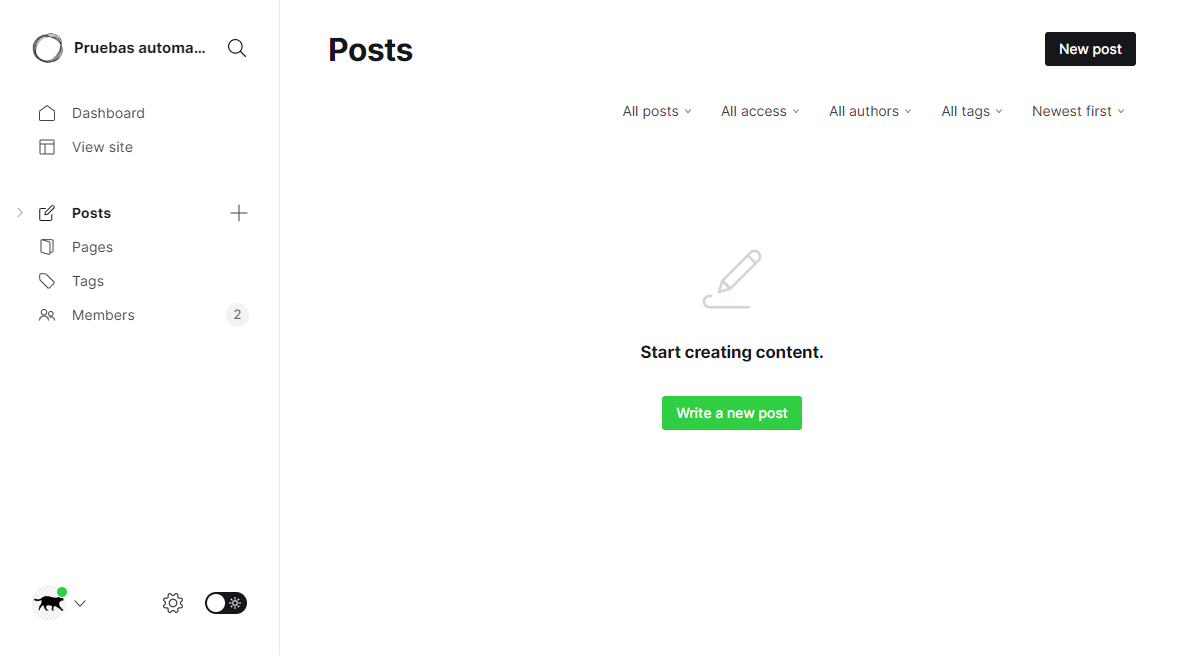 Pruebas automa...
Dashboard
View site
Posts
Pages
Tags
Members 2
Posts
New post
All posts All access All authors All tags Newest first
Start creating content.
Write a new post